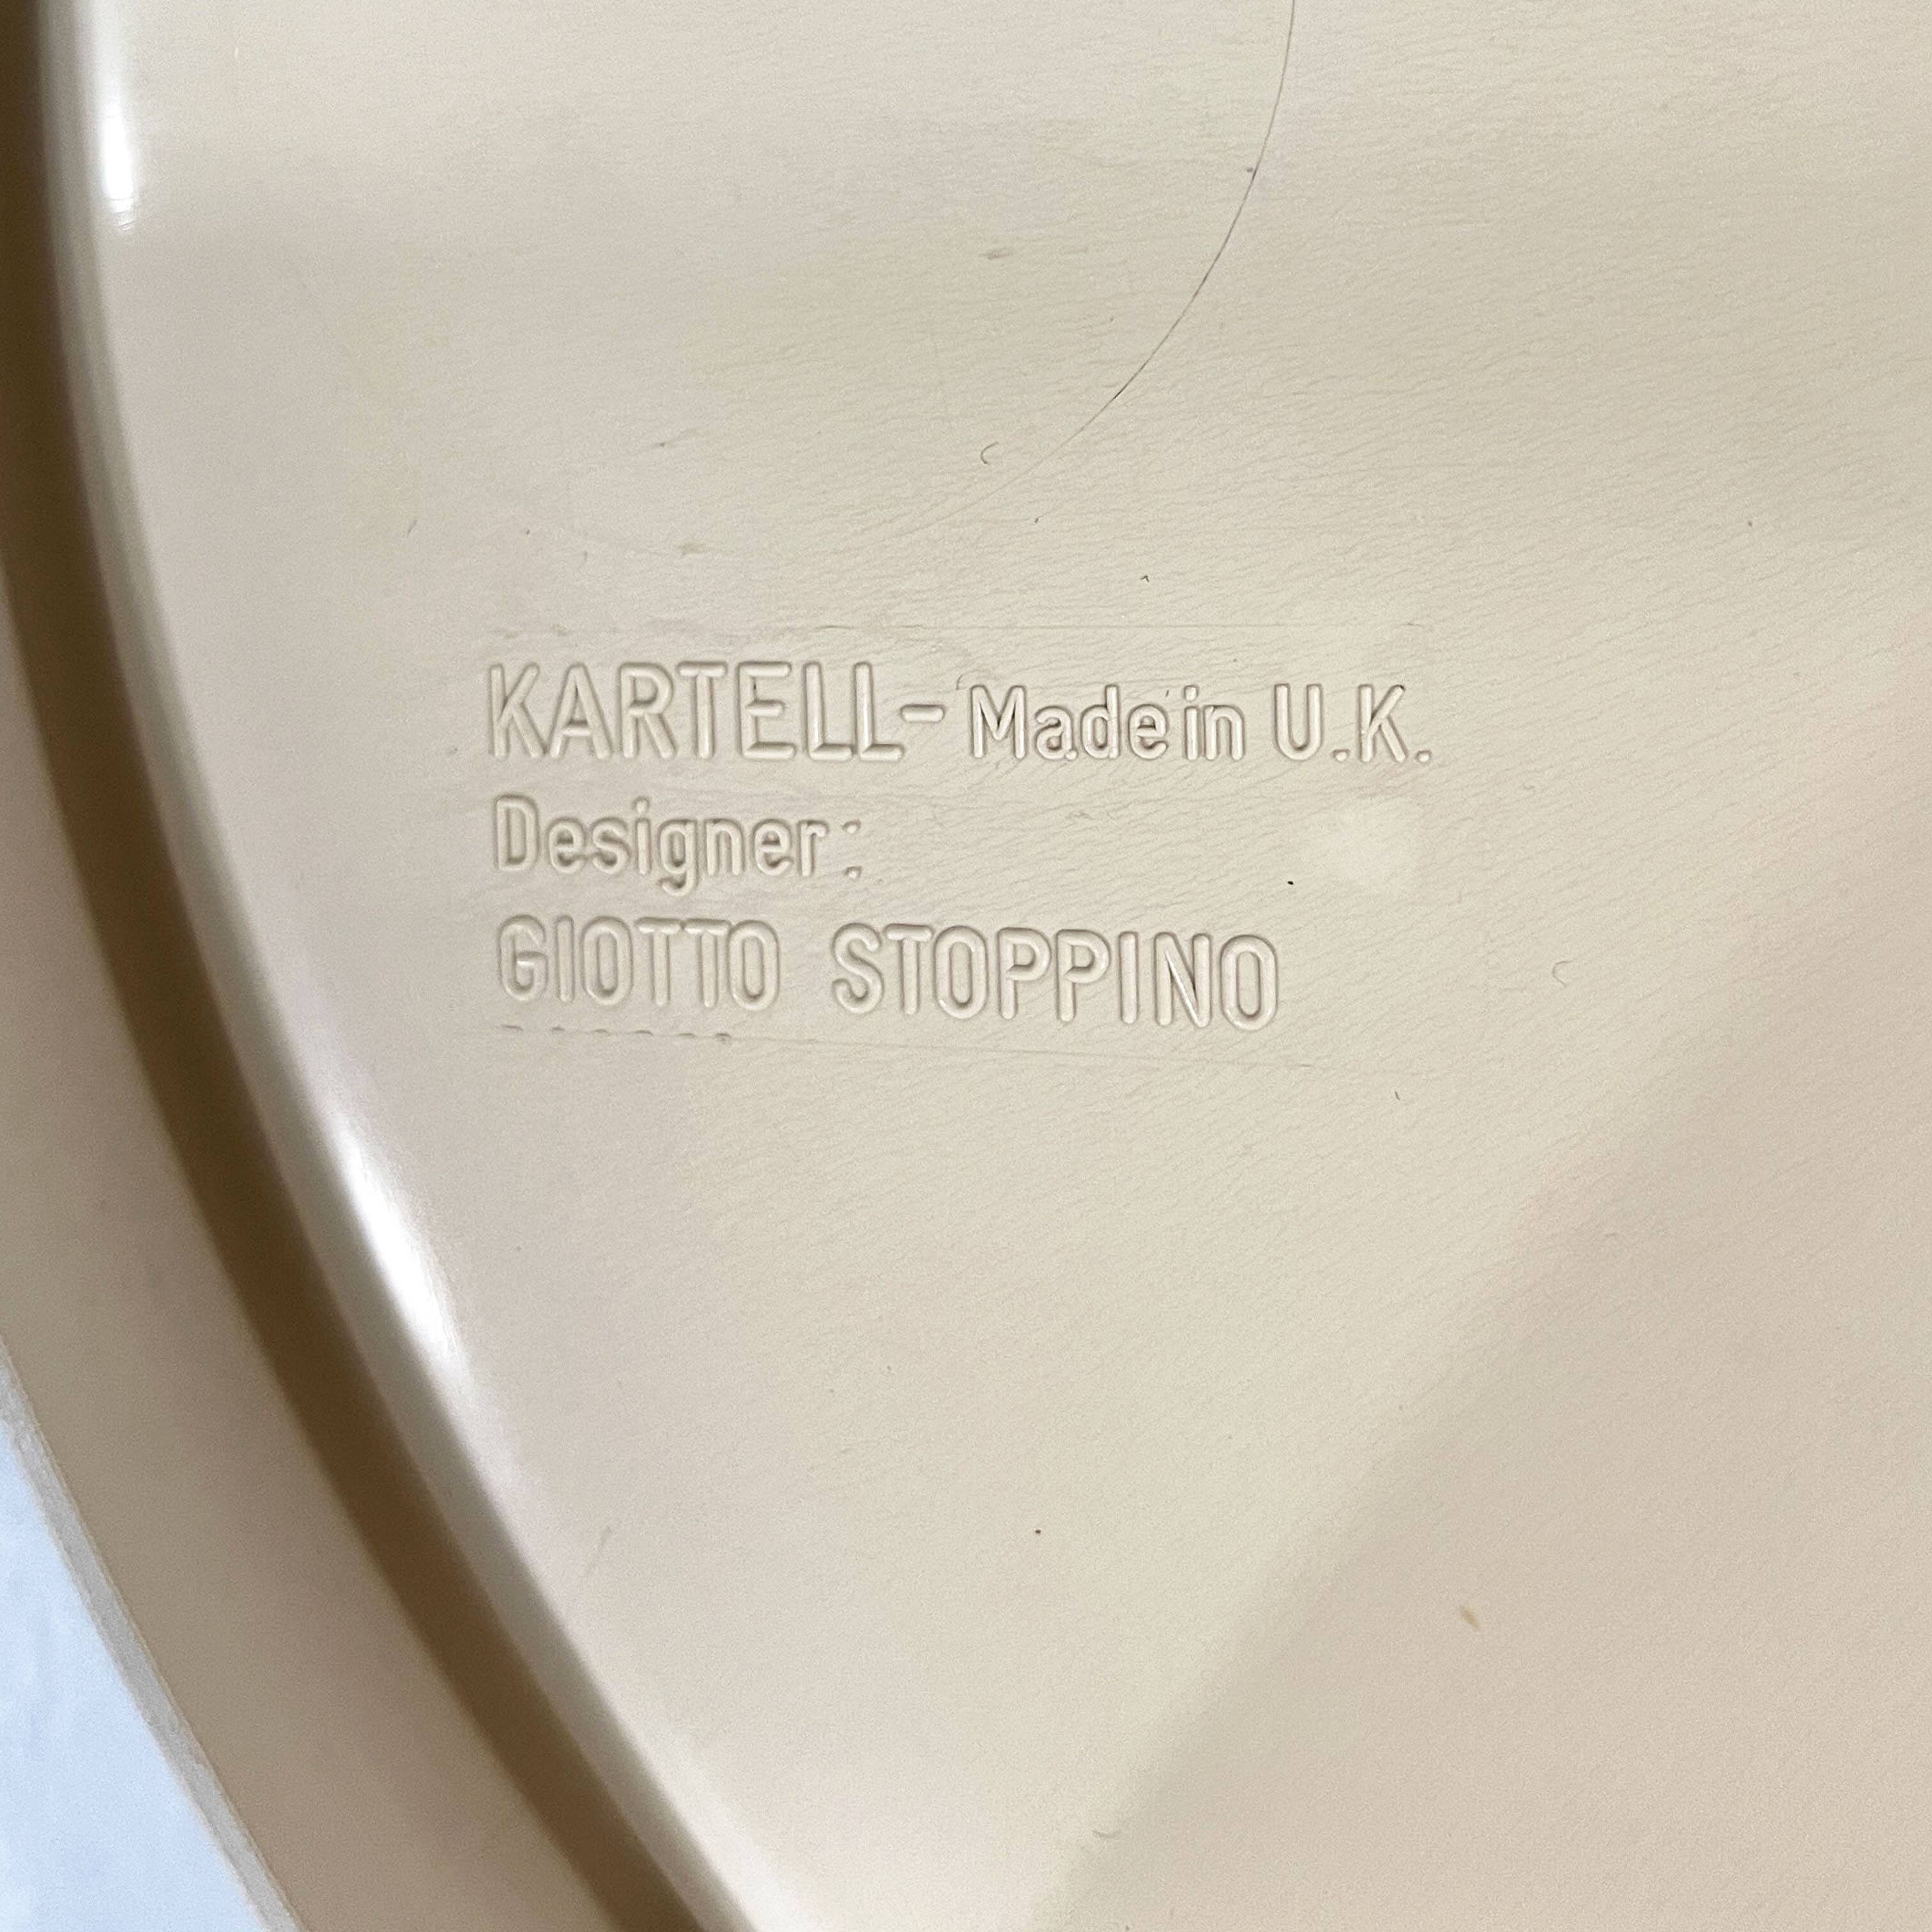 KARTELL- Made in U.K.
Designer:
GIOTTO STOPPINO